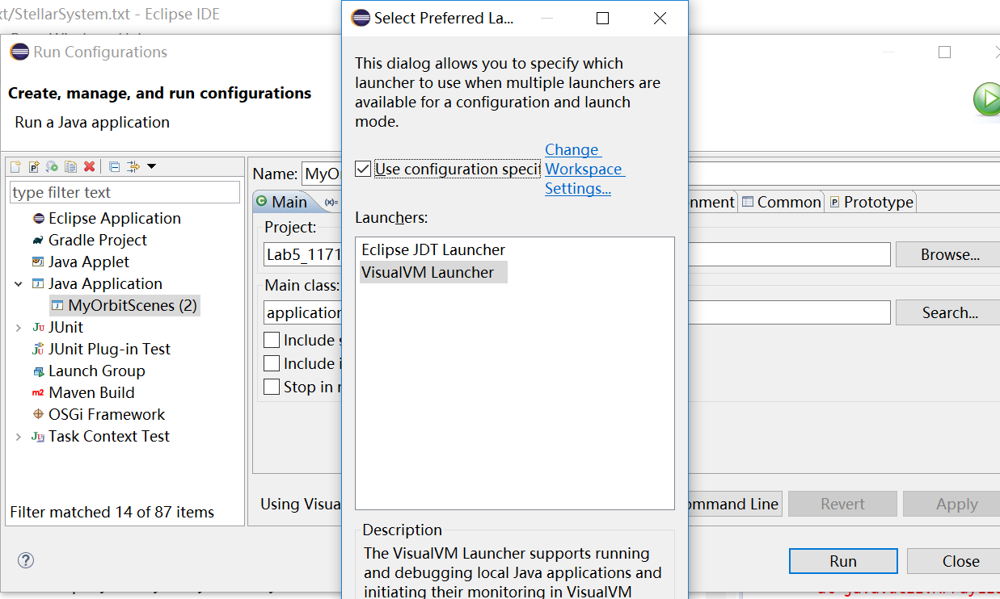 xt/StellarSystem.txt - Eclipse IDE
Run Configurations
Create, manage, and run configurations
Run a Java application
type filter text
Eclipse Application
Gradle Project
Java Applet
Java Application
MyOrbitScenes (2)
JUnit
JUnit Plug-in Test
Launch Group
Maven Build
OSGi Framework
Task Context Test
Filter matched 14 of 87 items
Name: MyO
Main
(x)=
nment
Common
Prototype
Project:
Lab5_1171
Browse...
Main class:
application
Search...
Include s
Include i
Stop in
Using Visua
ommand Line
Revert
Apply
Run
Close
Select Preferred La...
This dialog allows you to specify which
launcher to use when multiple launchers are
available for a configuration and launch
mode.
Use configuration specif
Change
Workspace
Settings...
Launchers:
Eclipse JDT Launcher
VisualVM Launcher
Description
The VisualVM Launcher supports running
and debugging local Java applications and
initiating their monitoring in VisualVM